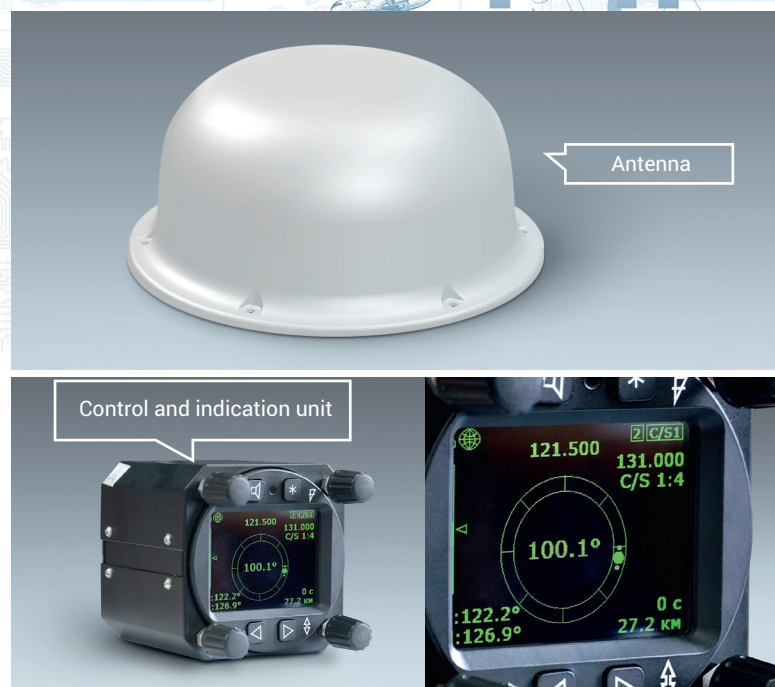 Antenna
Control and indication unit
121.500
2 C/S1
131.000
C/S 1:4
100.1°
:122.2°
:126.9°
0 c
27.2 км
121.500
2 C/S1
131.000
C/S 1:4
100.1°
:122.2°
:126.9°
0 c
27.2 км